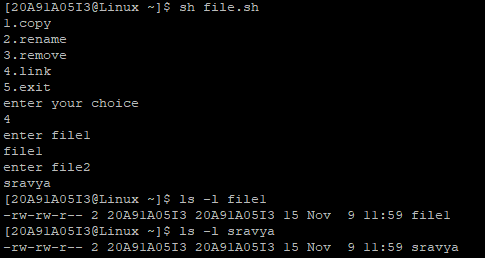 [20A91A05I3@Linux ~]$ sh file.sh
1.copy
2.rename
3.remove
4.link
5.exit
enter your choice
4
enter file1
file1
enter file2
sravya
[20A91A05I3@Linux ~]$ ls -l file1
-rw-rw-r-- 2 20A91A05I3 20A91A05I3 15 Nov  9 11:59 file1
[20A91A05I3@Linux ~]$ ls -l sravya
-rw-rw-r-- 2 20A91A05I3 20A91A05I3 15 Nov  9 11:59 sravya